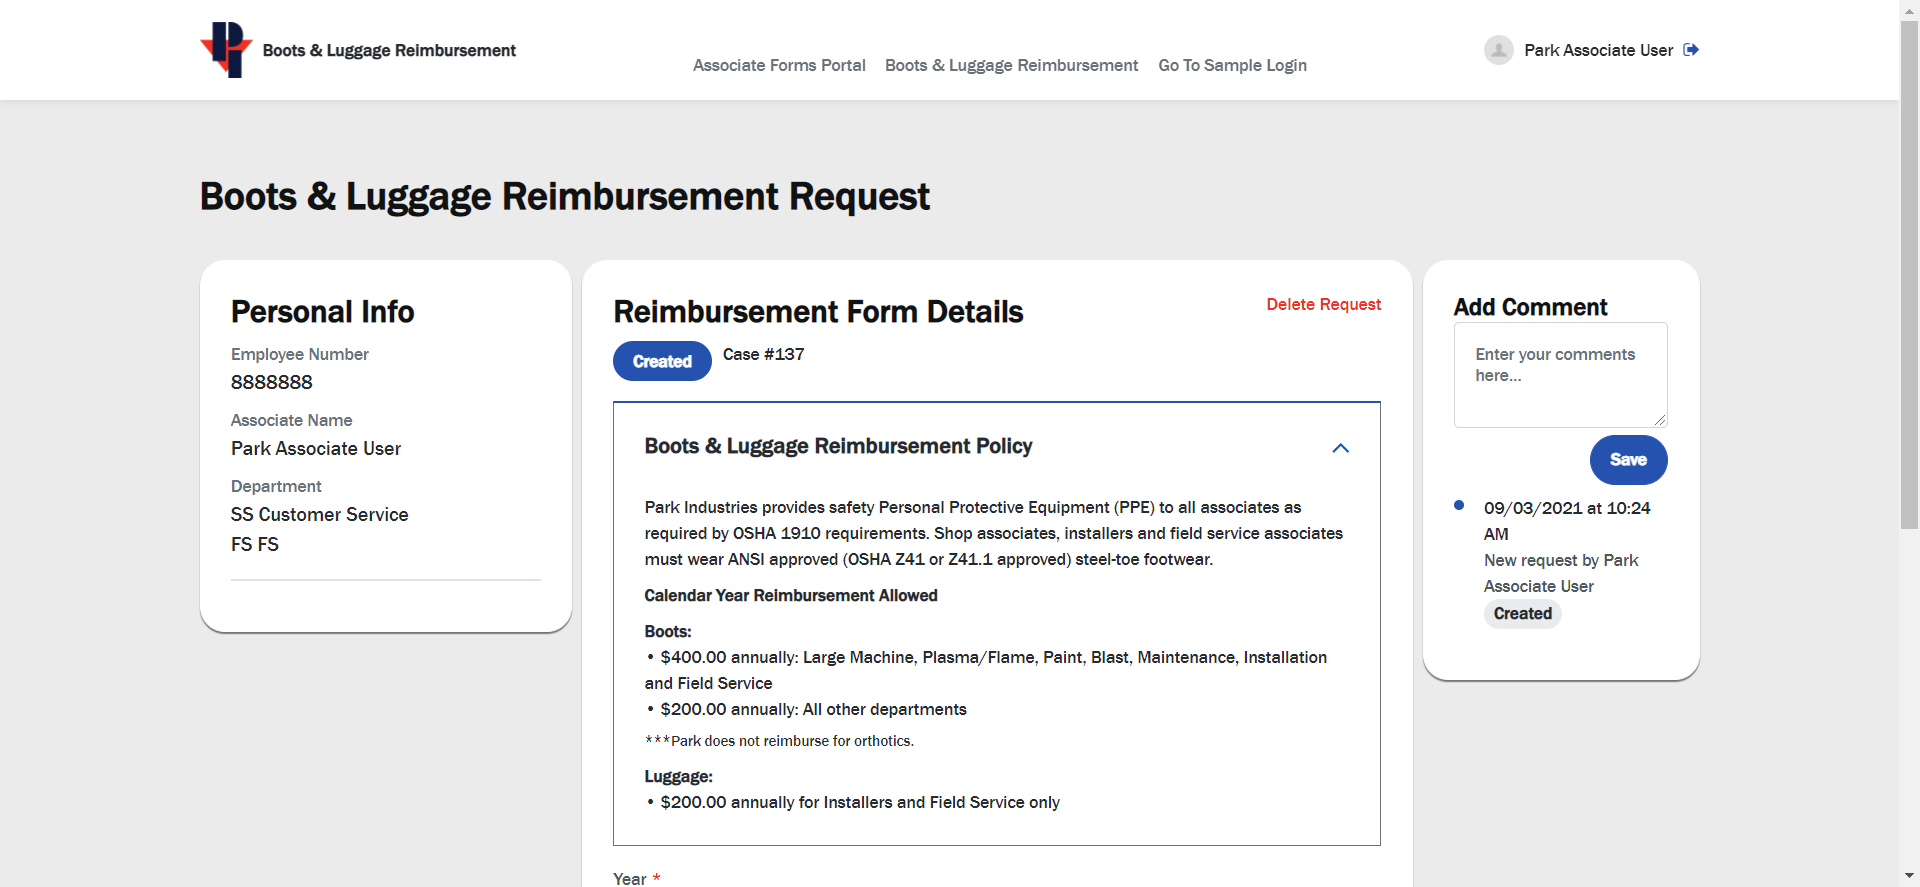 Boots & Luggage Reimbursement
Associate Forms Portal
Boots & Luggage Reimbursement
Go To Sample Login
Park Associate User
Boots & Luggage Reimbursement Request
Personal Info
Employee Number
8888888
Associate Name
Park Associate User
Department
SS Customer Service
FS FS
Reimbursement Form Details
Delete Request
Created
Case #137
Boots & Luggage Reimbursement Policy
Park Industries provides safety Personal Protective Equipment (PPE) to all associates as
required by OSHA 1910 requirements. Shop associates, installers and field service associates
must wear ANSI approved (OSHA Z41 or Z41.1 approved) steel-toe footwear.
Calendar Year Reimbursement Allowed
Boots:
• $400.00 annually: Large Machine, Plasma/Flame, Paint, Blast, Maintenance, Installation
and Field Service
• $200.00 annually: All other departments
***Park does not reimburse for orthotics.
Luggage:
• $200.00 annually for Installers and Field Service only
Year *
Add Comment
Enter your comments
here...
Save
09/03/2021 at 10:24
AM
New request by Park
Associate User
Created